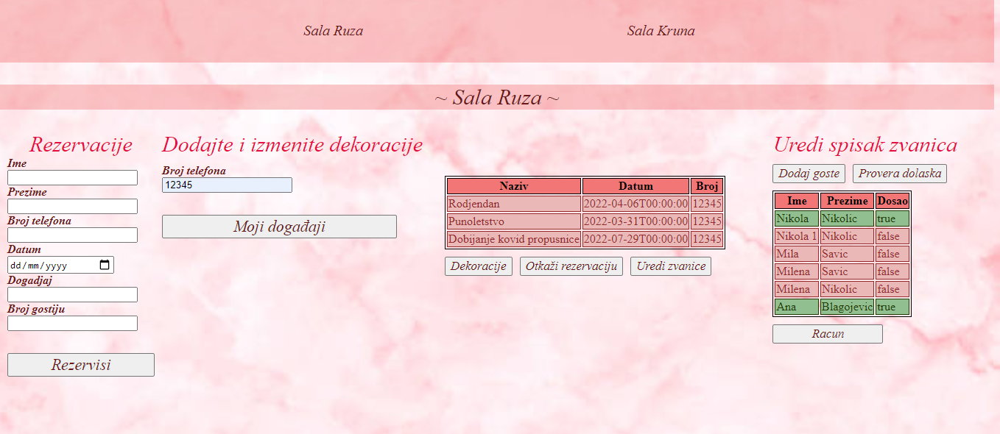 Sala Ruza Sala Kruna
~ Sala Ruza ~
Rezervacije
Ime
Prezime
Broj telefona
Datum
dd/mm/yyyy
Dogadjaj
Broj gostiju
Rezervisi
Dodajte i izmenite dekoracije
Broj telefona
12345
Moji događaji
Naziv Datum Broj
Rodjendan 2022-04-06T00:00:00 12345
Punoletstvo 2022-03-31T00:00:00 12345
Dobijanje kovid propusnice 2022-07-29T00:00:00 12345
Dekoracije Otkaži rezervaciju Uredi zvanice
Uredi spisak zvanica
Dodaj goste Provera dolaska
Ime Prezime Dosao
Nikola Nikolic true
Nikola 1 Nikolic false
Mila Savic false
Milena Savic false
Milena Nikolic false
Ana Blagojevic true
Racun